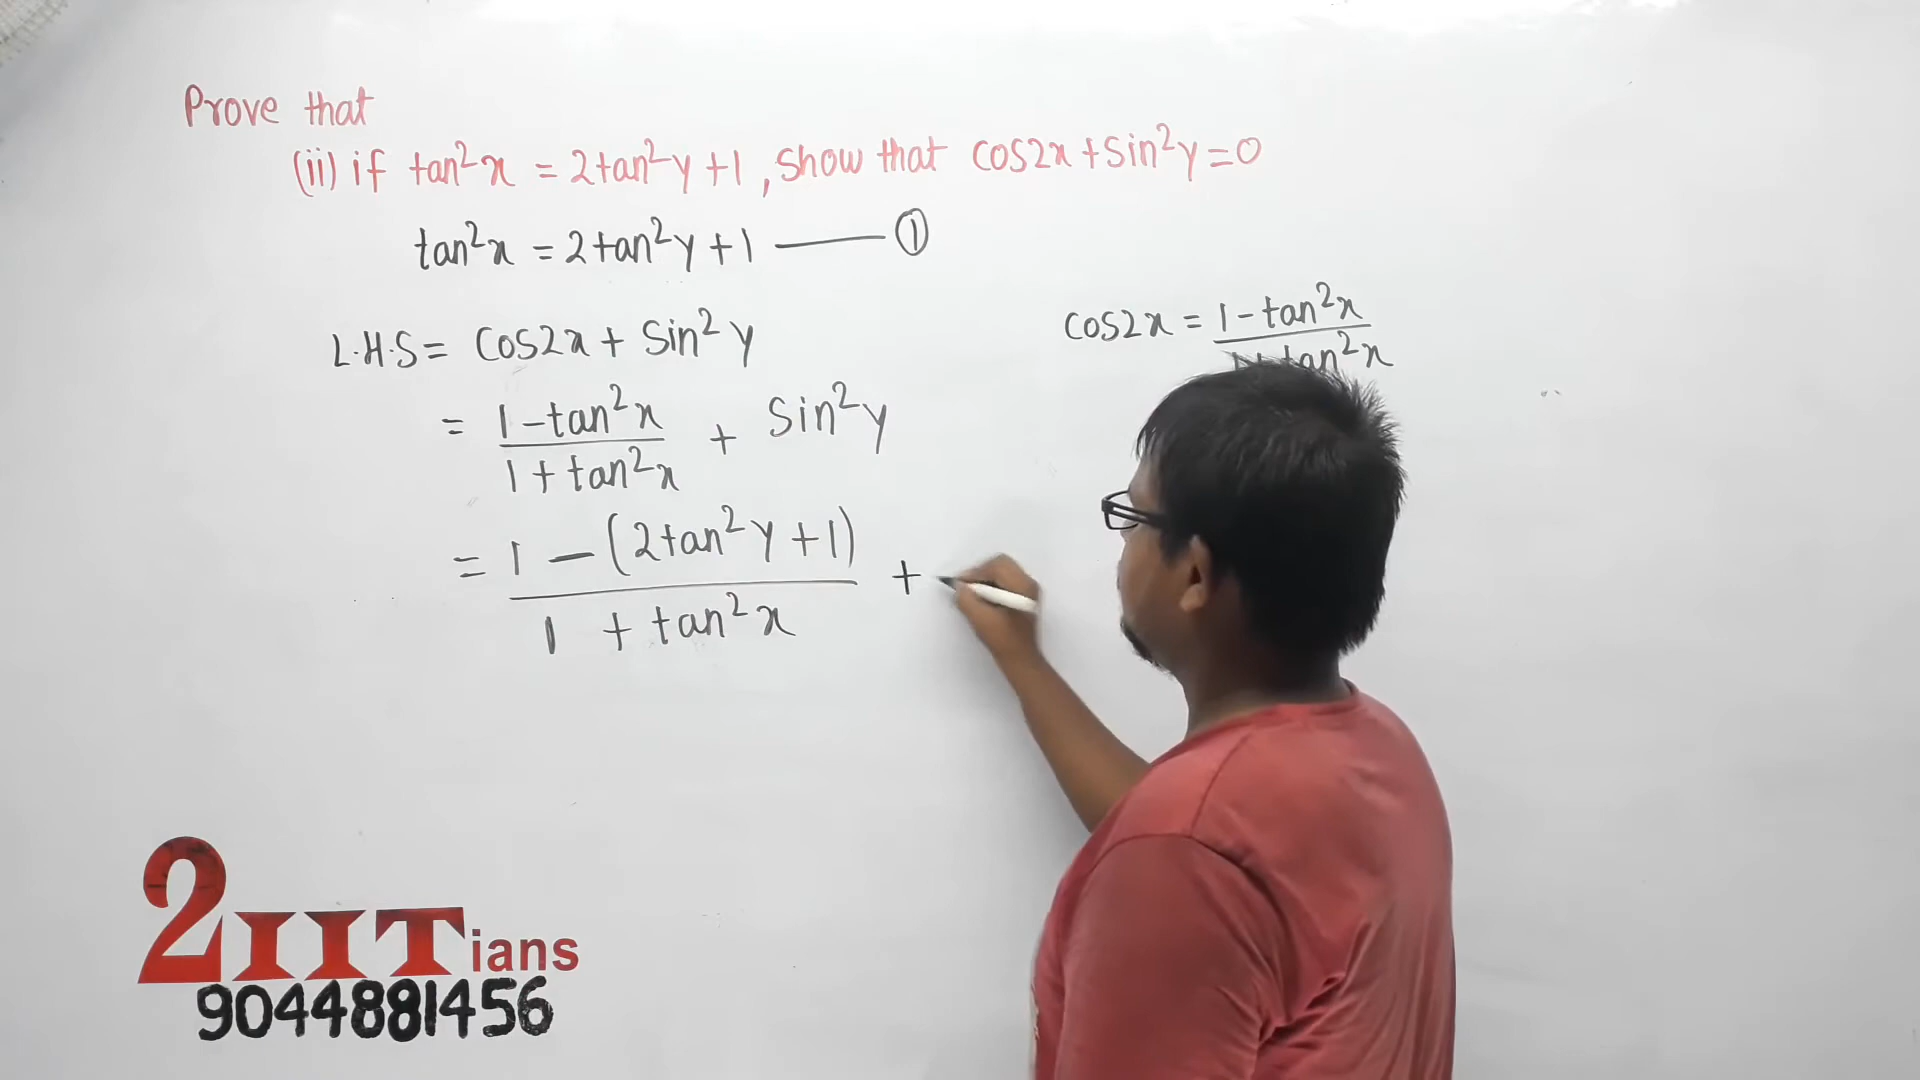 Prove that
(ii) if tan²x = 2tan²y + 1, show that cos2x + sin²y = 0
tan²x = 2tan²y + 1 —— ①
L.H.S = cos2x + sin²y
cos2x = 1 - tan²x
1 + tan²x
= 1 - tan²x + sin²y
1 + tan²x
= 1 - (2tan²y + 1) +
1 + tan²x
2IITians
9044881456